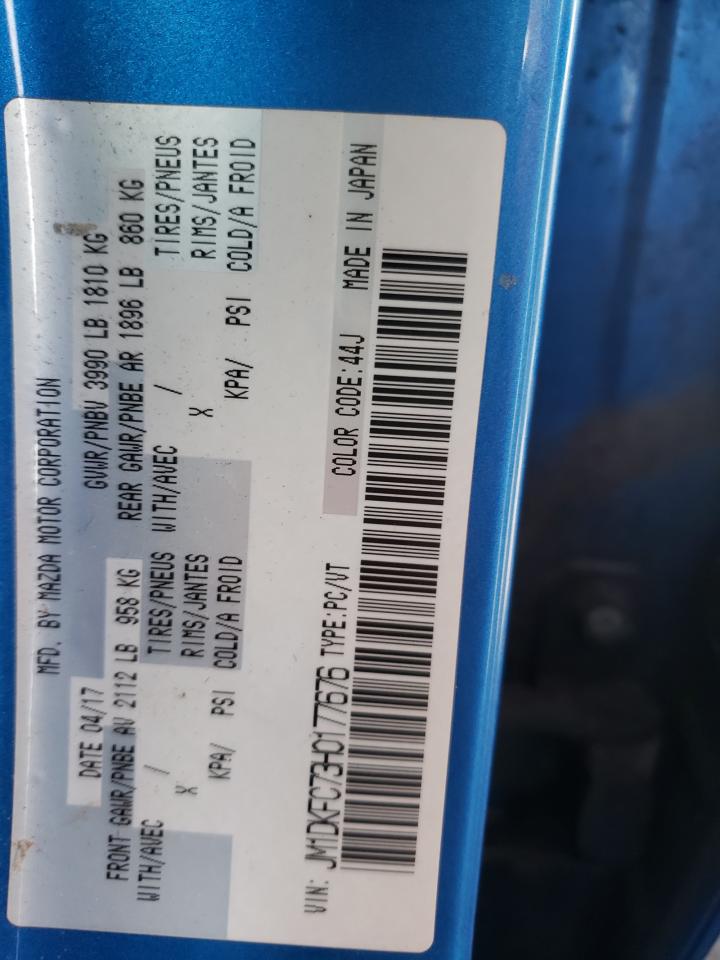 MFD. BY MAZDA MOTOR CORPORATION
DATE 04/17 GVWR/PNBV 3990 LB 1810 KG
FRONT GAWR/PNBE AV 2112 LB 958 KG REAR GAWR/PNBE AR 1896 LB 860 KG
WITH/AVEC TIRES/PNEUS WITH/AVEC TIRES/PNEUS
/ X RIMS/JANTES / X RIMS/JANTES
KPA/ PSI COLD/A FROID KPA/ PSI COLD/A FROID
VIN: JM1DKFC73H0177676 TYPE:PC/VT COLOR CODE:44J MADE IN JAPAN